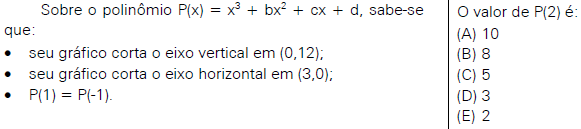 Sobre o polinômio P(x) = x³ + bx² + cx + d, sabe-se
que:
• seu gráfico corta o eixo vertical em (0,12);
• seu gráfico corta o eixo horizontal em (3,0);
• P(1) = P(-1).
O valor de P(2) é:
(A) 10
(B) 8
(C) 5
(D) 3
(E) 2